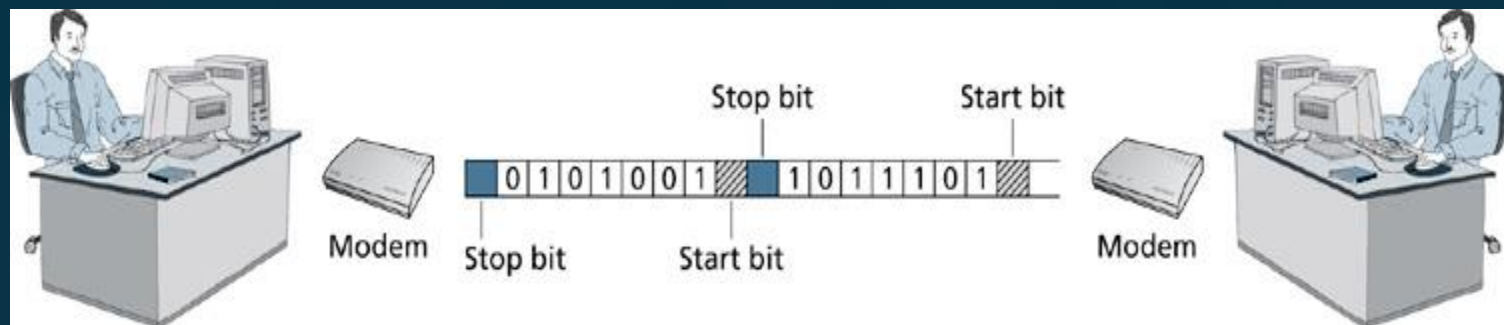 Stop bit Start bit
0 1 0 1 0 0 1 1 0 1 1 1 0 1
Modem Stop bit Start bit Modem